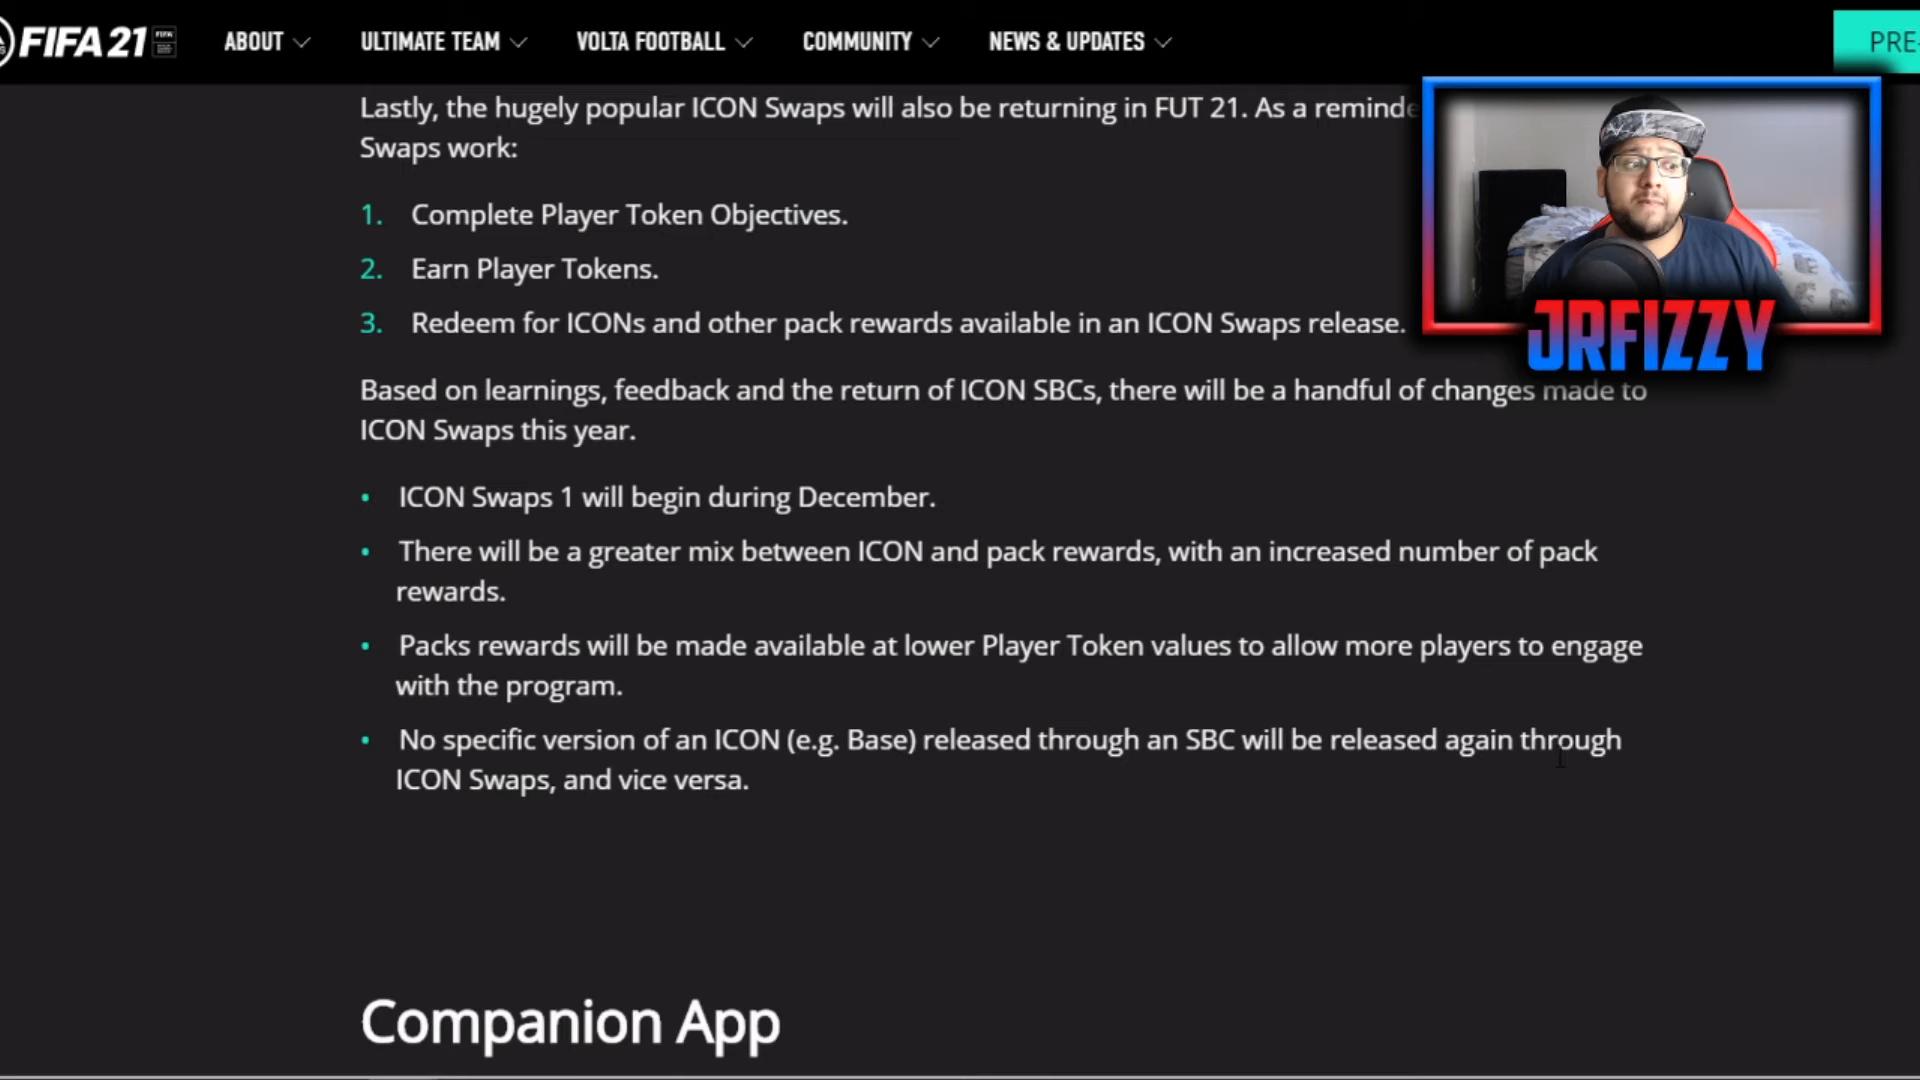 FIFA 21
ABOUT
ULTIMATE TEAM
VOLTA FOOTBALL
COMMUNITY
NEWS & UPDATES
PRE-
Lastly, the hugely popular ICON Swaps will also be returning in FUT 21. As a reminde
Swaps work:
1. Complete Player Token Objectives.
2. Earn Player Tokens.
3. Redeem for ICONs and other pack rewards available in an ICON Swaps release.
JRFIZZY
Based on learnings, feedback and the return of ICON SBCs, there will be a handful of changes made to
ICON Swaps this year.
• ICON Swaps 1 will begin during December.
• There will be a greater mix between ICON and pack rewards, with an increased number of pack
rewards.
• Packs rewards will be made available at lower Player Token values to allow more players to engage
with the program.
• No specific version of an ICON (e.g. Base) released through an SBC will be released again through
ICON Swaps, and vice versa.
Companion App